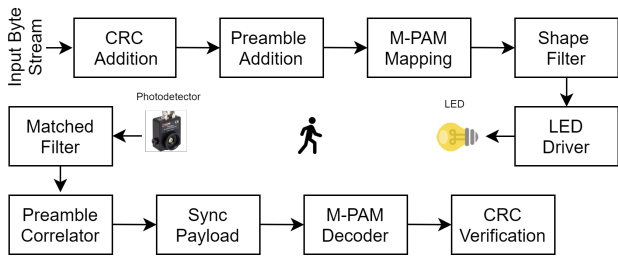 Input Byte
Stream
CRC
Addition
Preamble
Addition
M-PAM
Mapping
Shape
Filter
Photodetector
LED
Matched
Filter
LED
Driver
Preamble
Correlator
Sync
Payload
M-PAM
Decoder
CRC
Verification